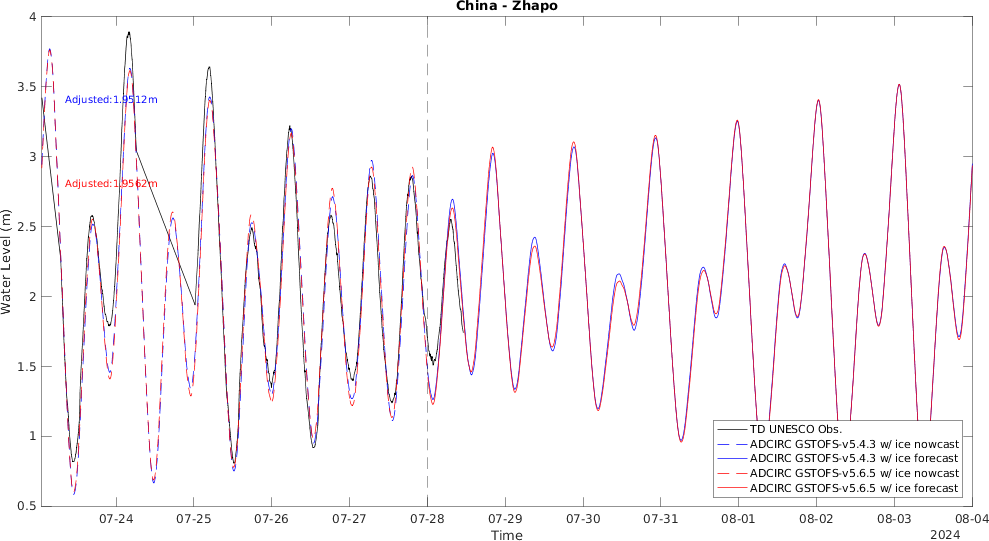 China - Zhapo
Water Level (m)
4
3.5
3
2.5
2
1.5
1
0.5
Adjusted:1.9512m
Adjusted:1.9562m
TD UNESCO Obs.
ADCIRC GSTOFS-v5.4.3 w/ ice nowcast
ADCIRC GSTOFS-v5.4.3 w/ ice forecast
ADCIRC GSTOFS-v5.6.5 w/ ice nowcast
ADCIRC GSTOFS-v5.6.5 w/ ice forecast
07-24 07-25 07-26 07-27 07-28 07-29 07-30 07-31 08-01 08-02 08-03 08-04
Time
2024